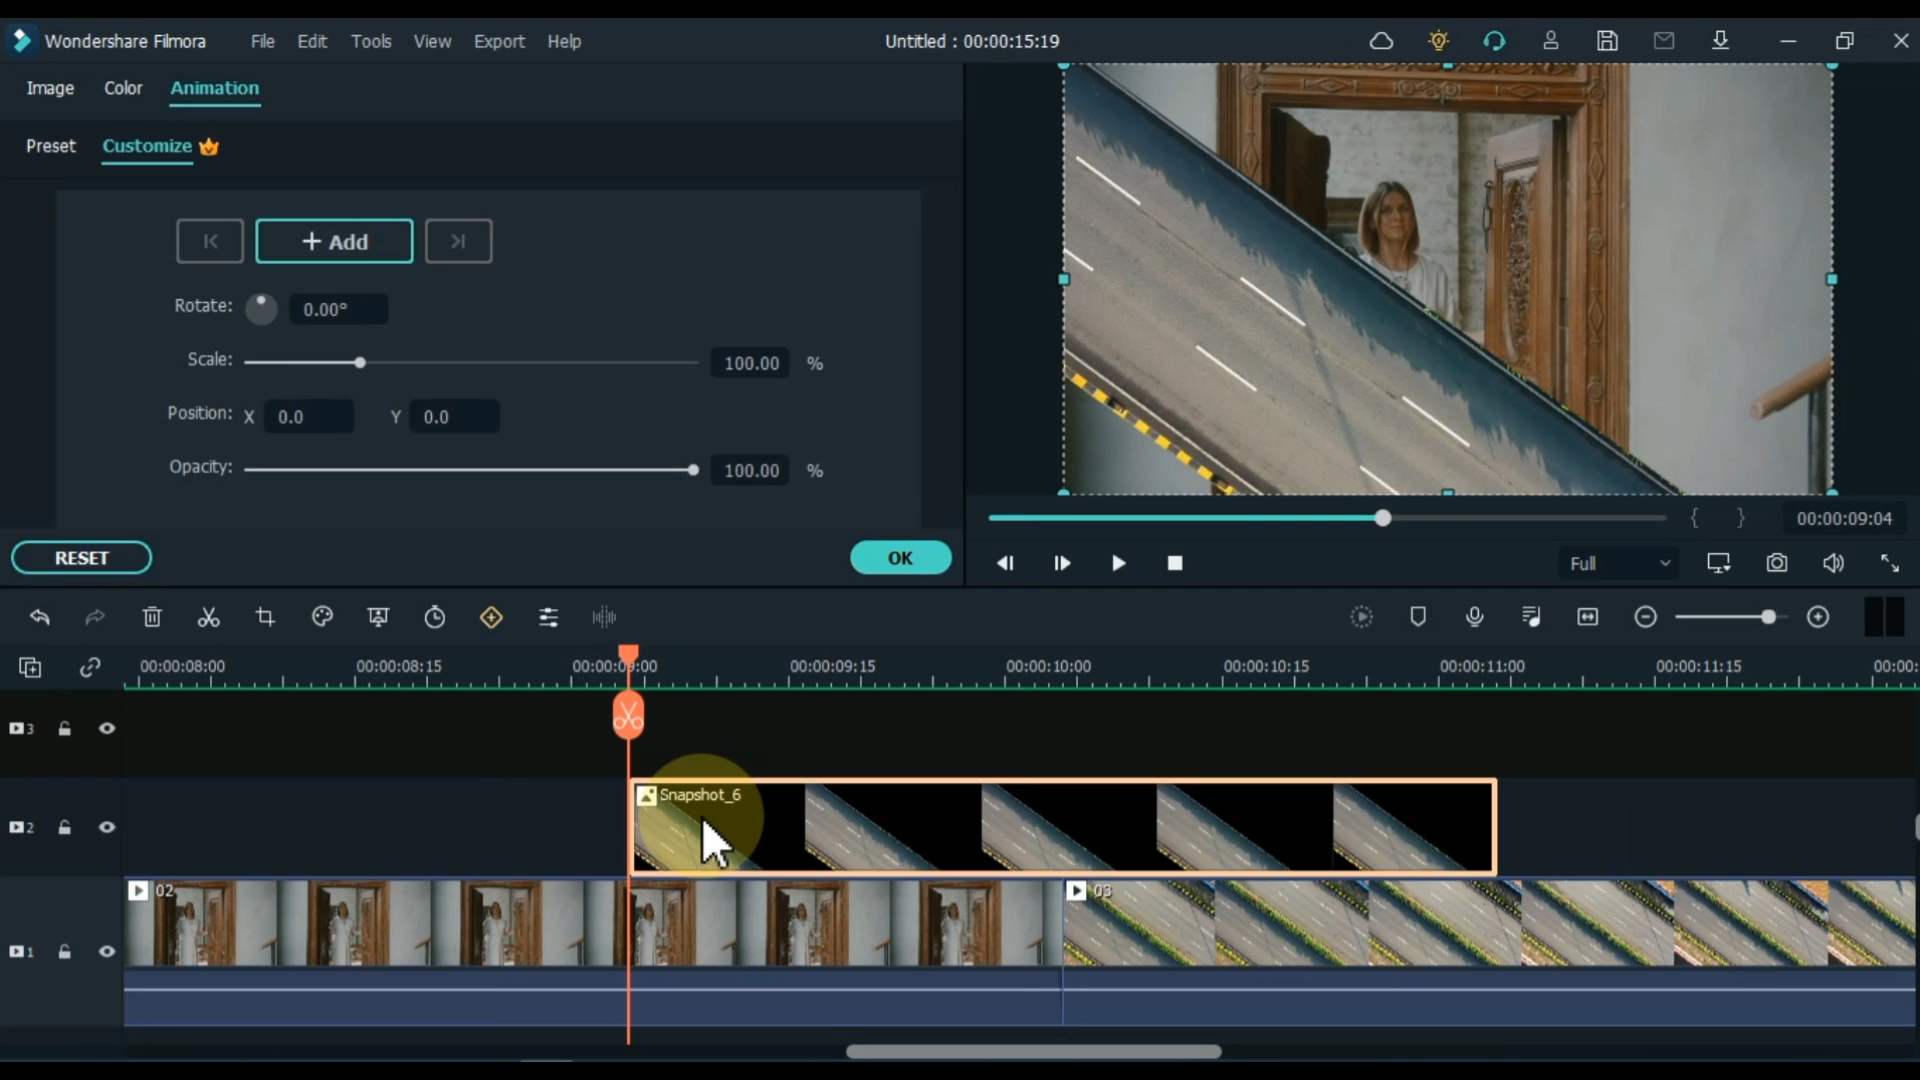 Wondershare Filmora File Edit Tools View Export Help Untitled : 00:00:15:19
Image Color Animation
Preset Customize
+ Add
Rotate: 0.00°
Scale: 100.00 %
Position: X 0.0 Y 0.0
Opacity: 100.00 %
{ } 00:00:09:04
RESET OK
Full
00:00:08:00 00:00:08:15 00:00:09:00 00:00:09:15 00:00:10:00 00:00:10:15 00:00:11:00 00:00:11:15 00:00:
3
Snapshot_6
2
02 03
1